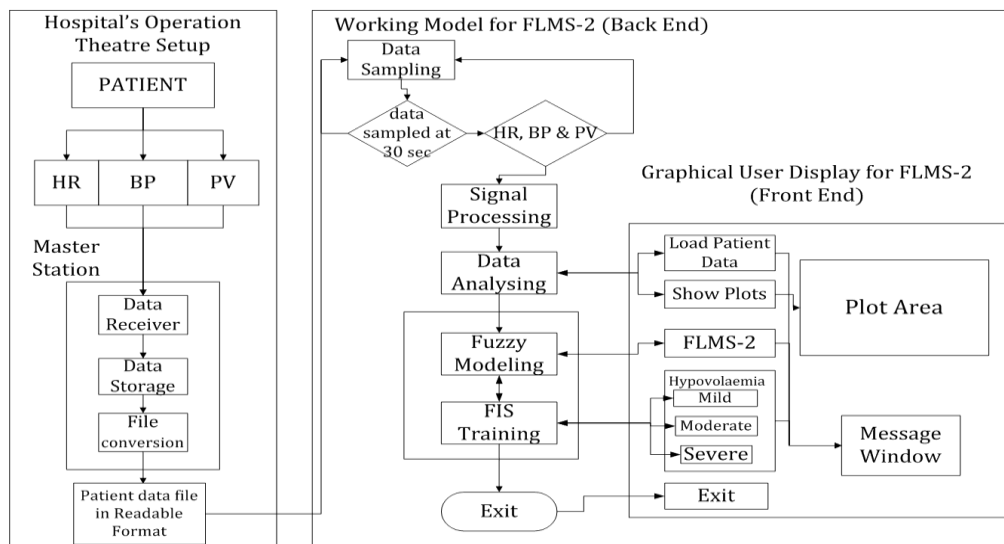 Hospital's Operation
Theatre Setup
PATIENT
HR
BP
PV
Master
Station
Data
Receiver
Data
Storage
File
conversion
Patient data file
in Readable
Format
Working Model for FLMS-2 (Back End)
Data
Sampling
data
sampled at
30 sec
HR, BP & PV
Signal
Processing
Data
Analysing
Fuzzy
Modeling
FIS
Training
Exit
Graphical User Display for FLMS-2
(Front End)
Load Patient
Data
Show Plots
Plot Area
FLMS-2
Hypovolaemia
Mild
Moderate
Severe
Message
Window
Exit